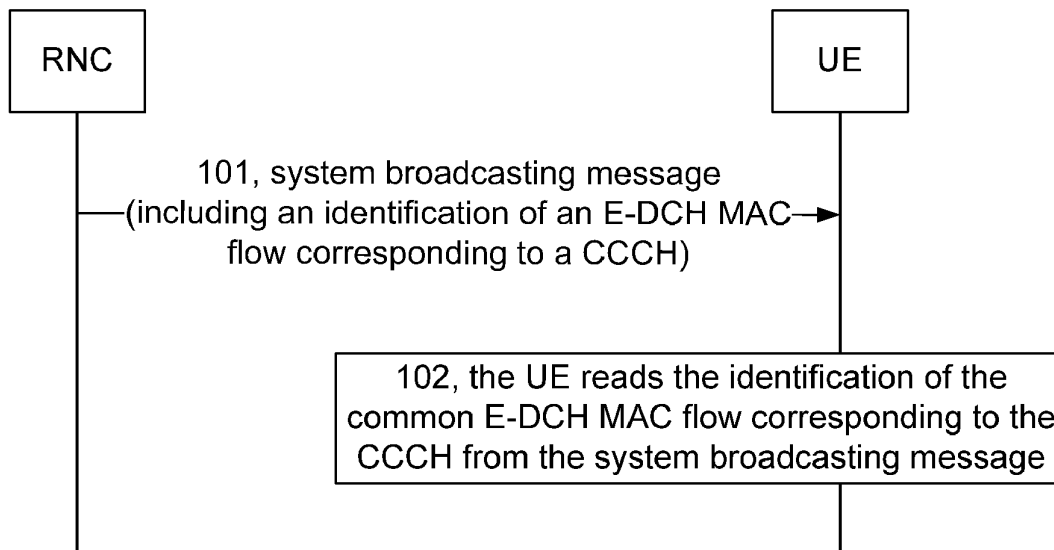 RNC
UE
101, system broadcasting message
(including an identification of an E-DCH MAC
flow corresponding to a CCCH)
102, the UE reads the identification of the
common E-DCH MAC flow corresponding to the
CCCH from the system broadcasting message